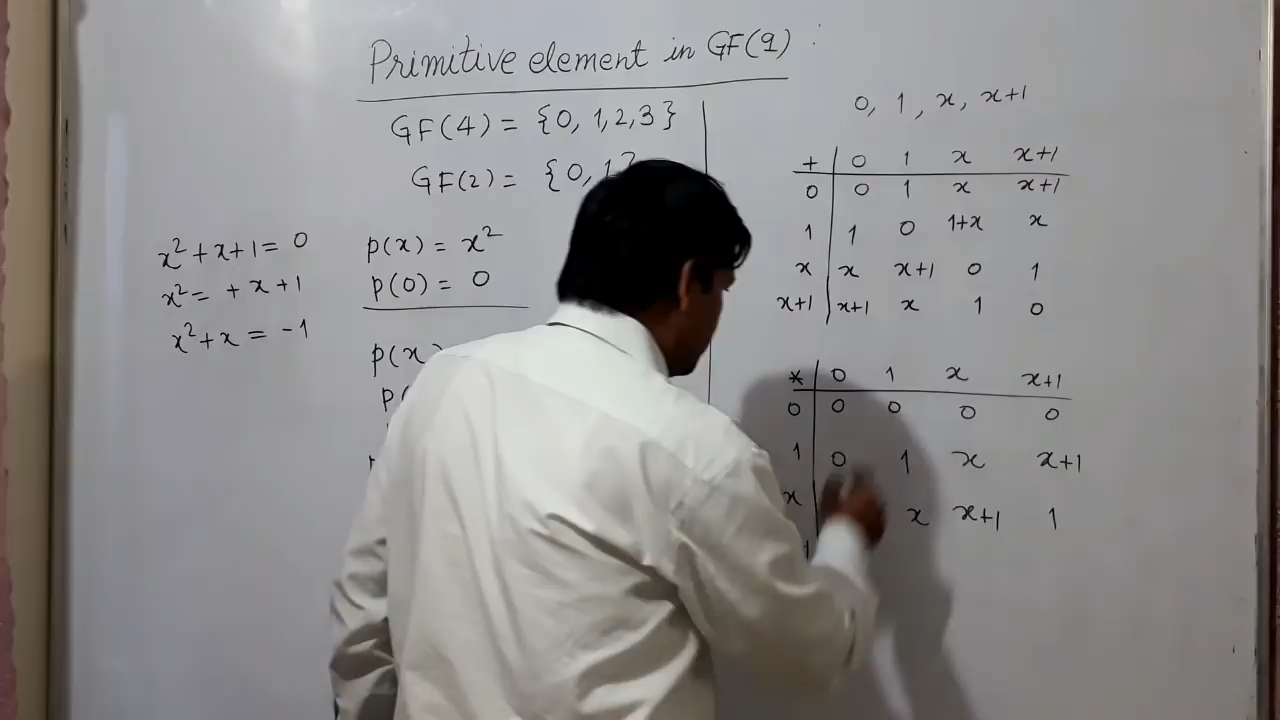 Primitive element in GF(q) :
GF(4) = {0, 1, 2, 3}
GF(2) = {0, 1}
x² + x + 1 = 0
x² = + x + 1
x² + x = -1
p(x) = x²
p(0) = 0
p(x)
p(
0, 1, x, x+1
+ 0 1 x x+1
0 0 1 x x+1
1 1 0 1+x x
x x x+1 0 1
x+1 x+1 x 1 0
* 0 1 x x+1
0 0 0 0 0
1 0 1 x x+1
x x x+1 1